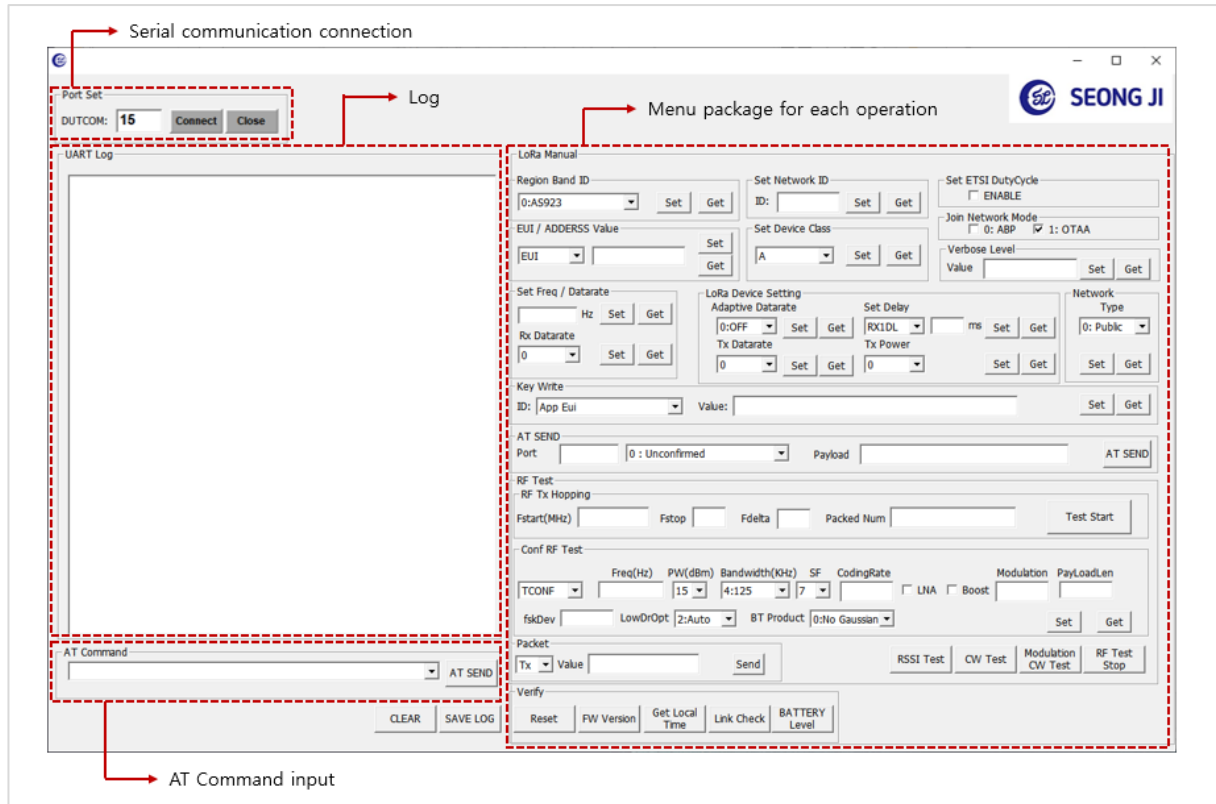 Serial communication connection
Port Set
DUTCOM: 15 Connect Close
Log
Menu package for each operation
SJ SEONG JI
UART Log
LoRa Manual
Region Band ID
0:AS923 Set Get
Set Network ID
ID: Set Get
Set ETSI DutyCycle
ENABLE
Join Network Mode
0: ABP 1: OTAA
EUI / ADDERSS Value
EUI Set
Get
Set Device Class
A Set Get
Verbose Level
Value Set Get
Set Freq / Datarate
Hz Set Get
Rx Datarate
0 Set Get
LoRa Device Setting
Adaptive Datarate Set Delay
0:OFF Set Get RX1DL ms Set Get
Tx Datarate Tx Power
0 Set Get 0 Set Get
Network
Type
0: Public
Set Get
Key Write
ID: App Eui Value: Set Get
AT SEND
Port 0 : Unconfirmed Payload AT SEND
RF Test
RF Tx Hopping
Fstart(MHz) Fstop Fdelta Packed Num Test Start
Conf RF Test
Freq(Hz) PW(dBm) Bandwidth(KHz) SF CodingRate Modulation PayLoadLen
TCONF 15 4:125 7 LNA Boost
fskDev LowDrOpt 2:Auto BT Product 0:No Gaussian Set Get
Packet
Tx Value Send
RSSI Test CW Test Modulation CW Test RF Test Stop
AT Command
AT SEND
CLEAR SAVE LOG
Verify
Reset FW Version Get Local Time Link Check BATTERY Level
AT Command input